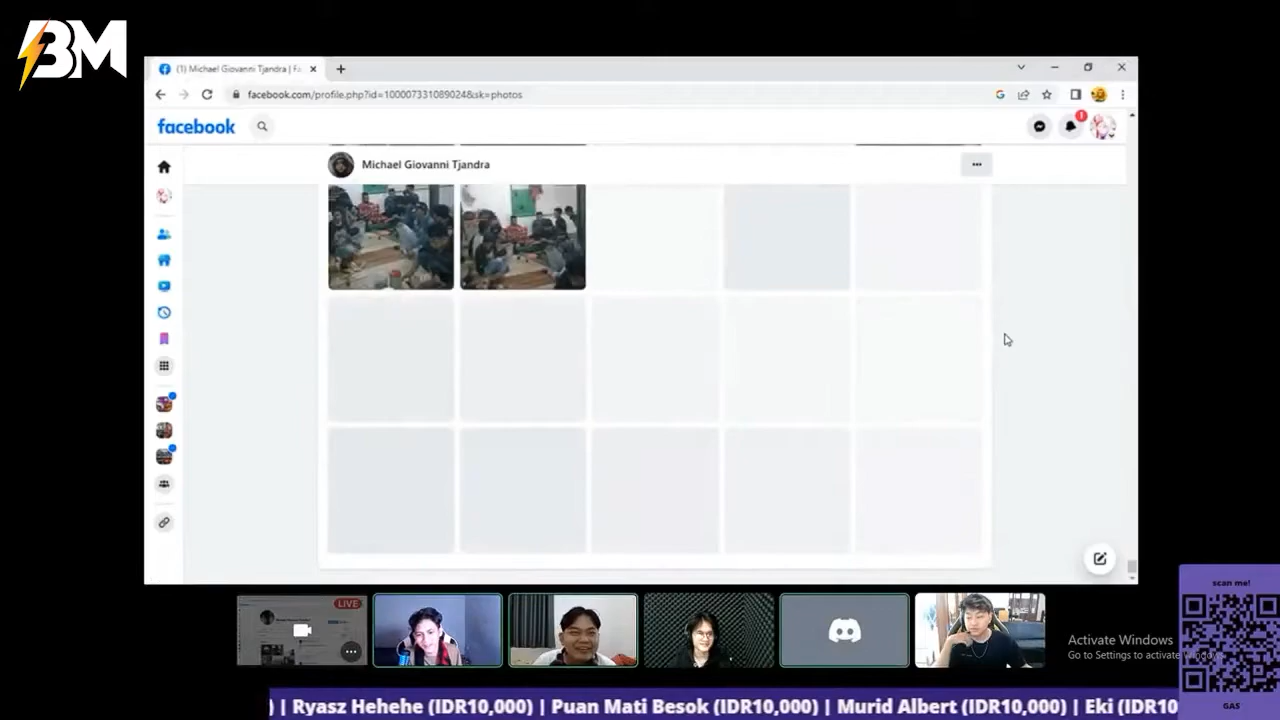 BM
(1) Michael Giovanni Tjandra | Fa
facebook.com/profile.php?id=100007331089024&sk=photos
facebook
1
Michael Giovanni Tjandra
LIVE
scan me!
Activate Windows
Go to Settings to activate Windows.
GAS
) | Ryasz Hehehe (IDR10,000) | Puan Mati Besok (IDR10,000) | Murid Albert (IDR10,000) | Eki (IDR10